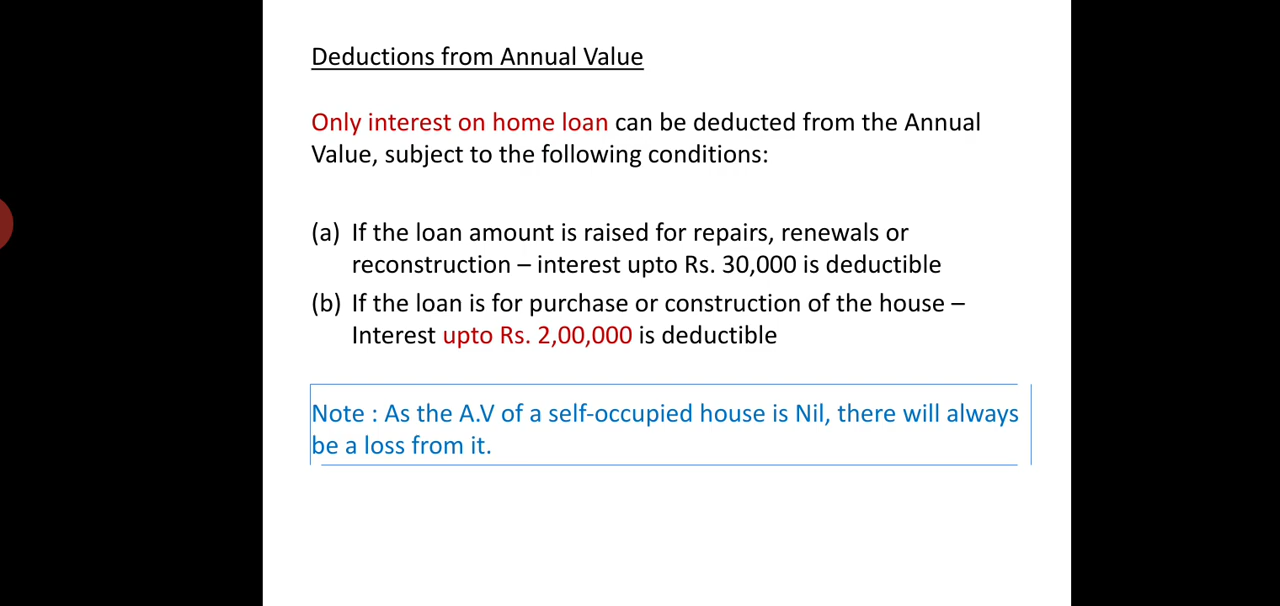 Deductions from Annual Value
Only interest on home loan can be deducted from the Annual
Value, subject to the following conditions:
(a) If the loan amount is raised for repairs, renewals or
reconstruction – interest upto Rs. 30,000 is deductible
(b) If the loan is for purchase or construction of the house –
Interest upto Rs. 2,00,000 is deductible
Note : As the A.V of a self-occupied house is Nil, there will always
be a loss from it.